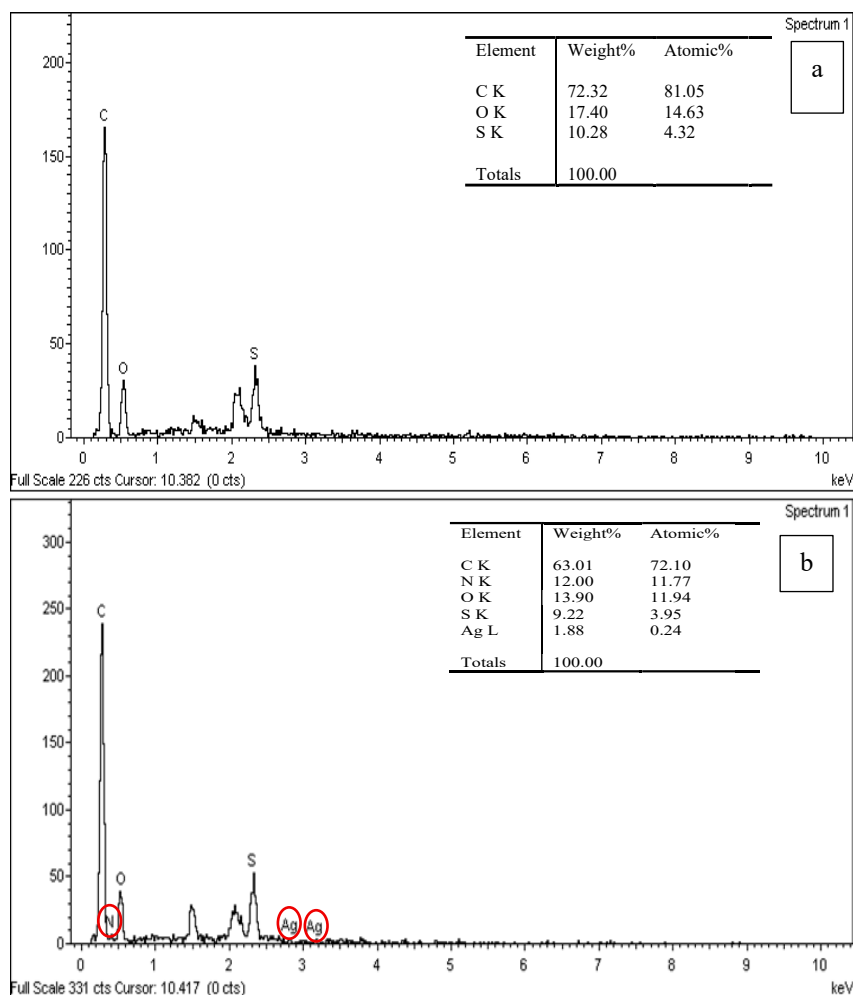 Spectrum 1
Element Weight% Atomic%
a
C K 72.32 81.05
O K 17.40 14.63
S K 10.28 4.32
Totals 100.00
200
150
100
50
0
C
O
S
0 1 2 3 4 5 6 7 8 9 10
Full Scale 226 cts Cursor: 10.382 (0 cts) keV
Spectrum 1
Element Weight% Atomic%
b
C K 63.01 72.10
N K 12.00 11.77
O K 13.90 11.94
S K 9.22 3.95
Ag L 1.88 0.24
Totals 100.00
300
250
200
150
100
50
0
C
N
O
S
Ag Ag
0 1 2 3 4 5 6 7 8 9 10
Full Scale 331 cts Cursor: 10.417 (0 cts) keV